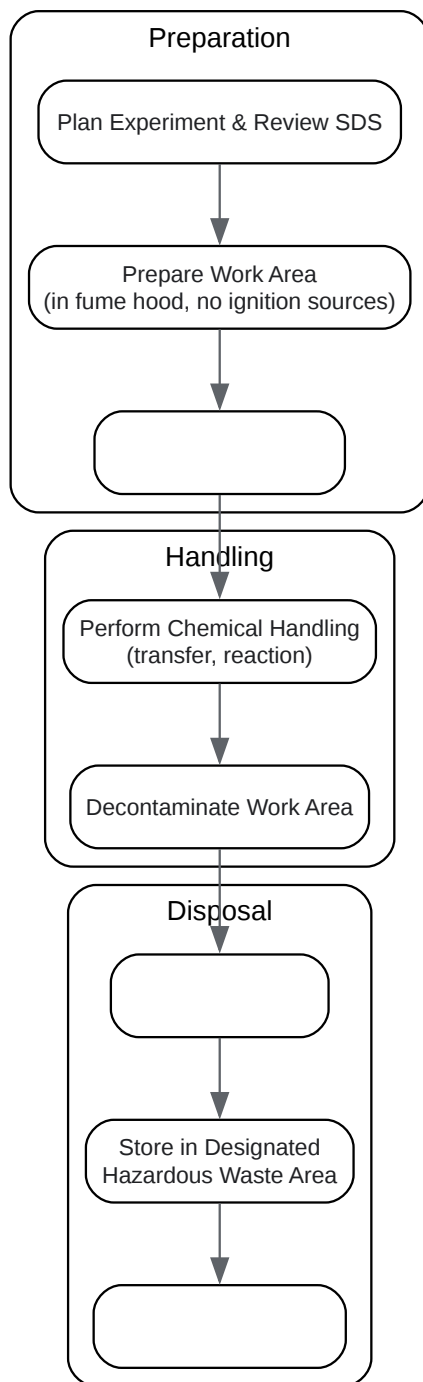 Preparation
Plan Experiment & Review SDS
Prepare Work Area
(in fume hood, no ignition sources)
Handling
Perform Chemical Handling
(transfer, reaction)
Decontaminate Work Area
Disposal
Store in Designated
Hazardous Waste Area